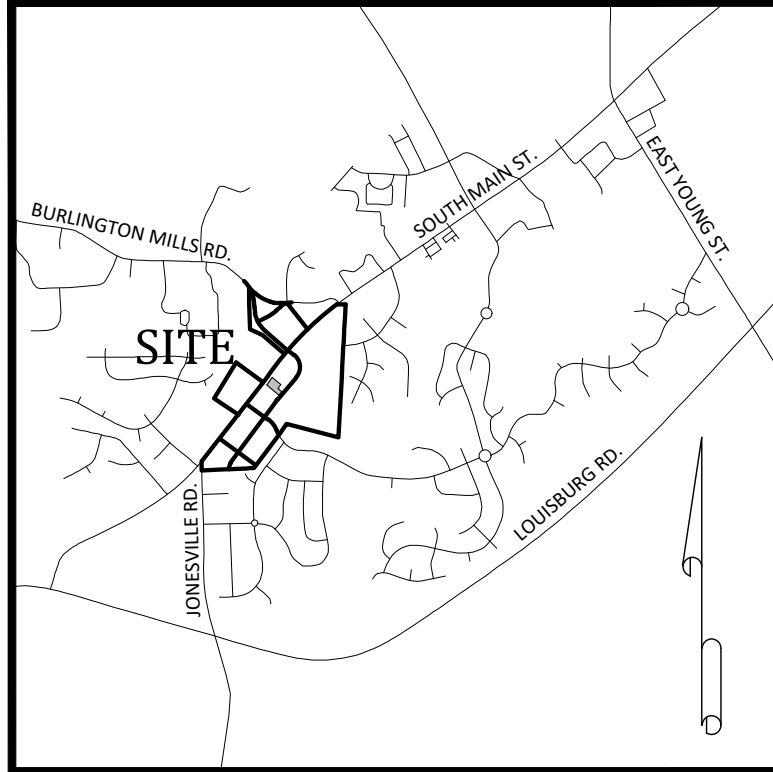 SOUTH MAIN ST.
EAST YOUNG ST.
BURLINGTON MILLS RD.
SITE
LOUISBURG RD.
JONESVILLE RD.